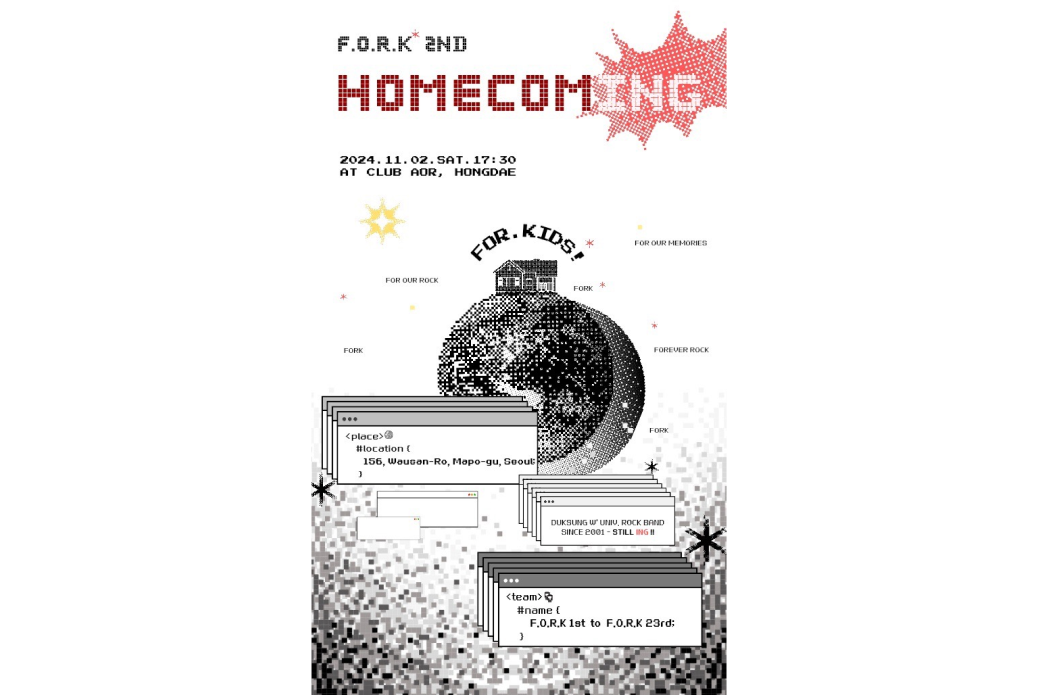 F.O.R.K* 2ND
HOMECOMING
2024.11.02.SAT.17:30
AT CLUB AOR, HONGDAE
FOR.KIDS!
FOR OUR MEMORIES
FOR OUR ROCK
FORK
FORK
FOREVER ROCK
FORK
<place>
#location {
156, Wausan-Ro, Mapo-gu, Seoul;
}
DUKSUNG W' UNIV. ROCK BAND
SINCE 2001 - STILL ING !!
<team>
#name {
F.O.R.K 1st to F.O.R.K 23rd;
}